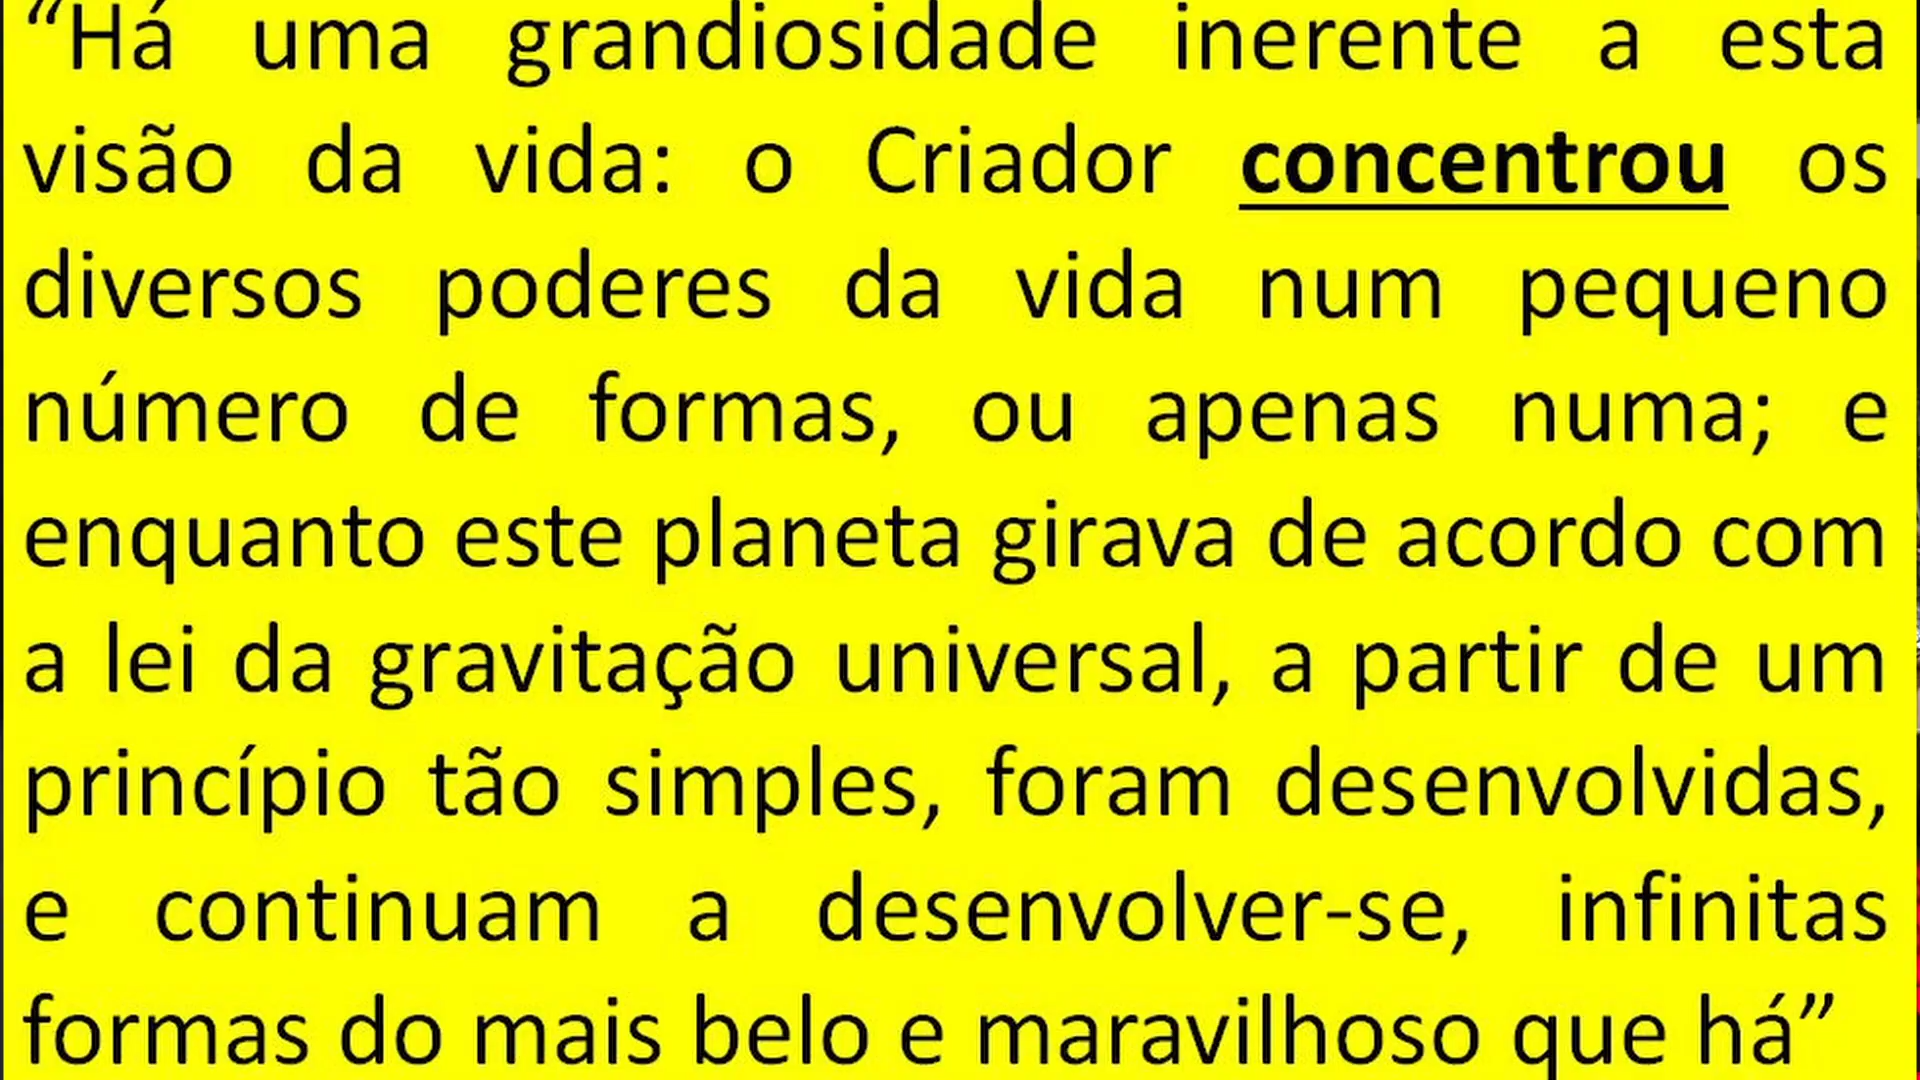 “Há uma grandiosidade inerente a esta
visão da vida: o Criador concentrou os
diversos poderes da vida num pequeno
número de formas, ou apenas numa; e
enquanto este planeta girava de acordo com
a lei da gravitação universal, a partir de um
princípio tão simples, foram desenvolvidas,
e continuam a desenvolver-se, infinitas
formas do mais belo e maravilhoso que há”